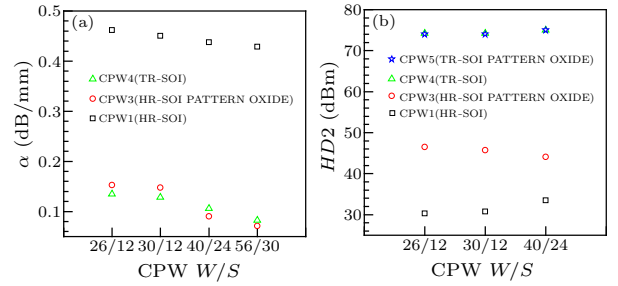 (a)
0.5
0.4
0.3
0.2
0.1
α (dB/mm)
CPW4(TR-SOI)
CPW3(HR-SOI PATTERN OXIDE)
CPW1(HR-SOI)
26/12 30/12 40/24 56/30
CPW W/S
(b)
80
70
60
50
40
30
HD2 (dBm)
CPW5(TR-SOI PATTERN OXIDE)
CPW4(TR-SOI)
CPW3(HR-SOI PATTERN OXIDE)
CPW1(HR-SOI)
26/12 30/12 40/24
CPW W/S